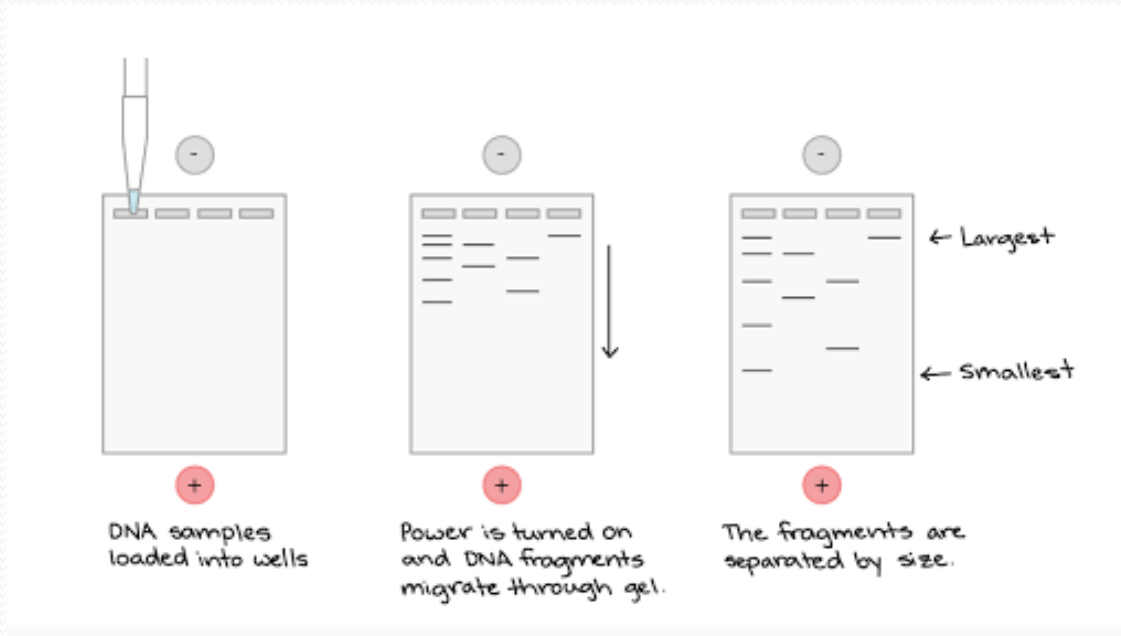 -
-
-
← Largest
← Smallest
+
+
+
DNA samples
loaded into wells
Power is turned on
and DNA fragments
migrate through gel.
The fragments are
separated by size.